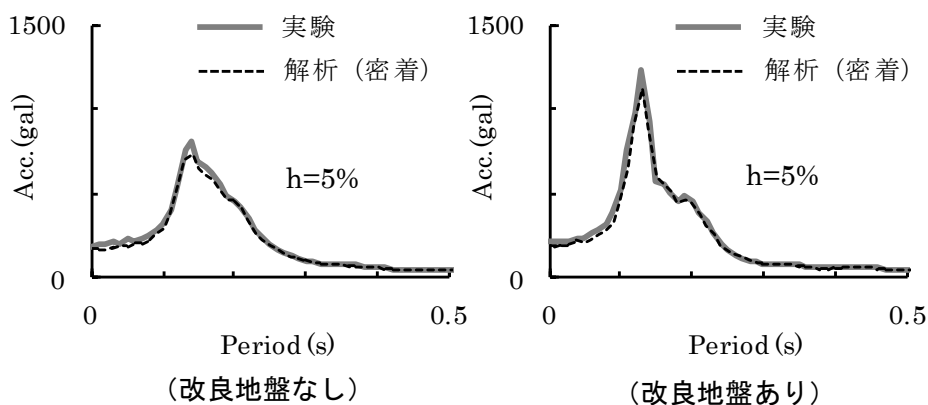 1500
実験
解析（密着）
Acc.(gal)
h=5%
0
0
0.5
Period (s)
（改良地盤なし）
1500
実験
解析（密着）
Acc.(gal)
h=5%
0
0
0.5
Period (s)
（改良地盤あり）